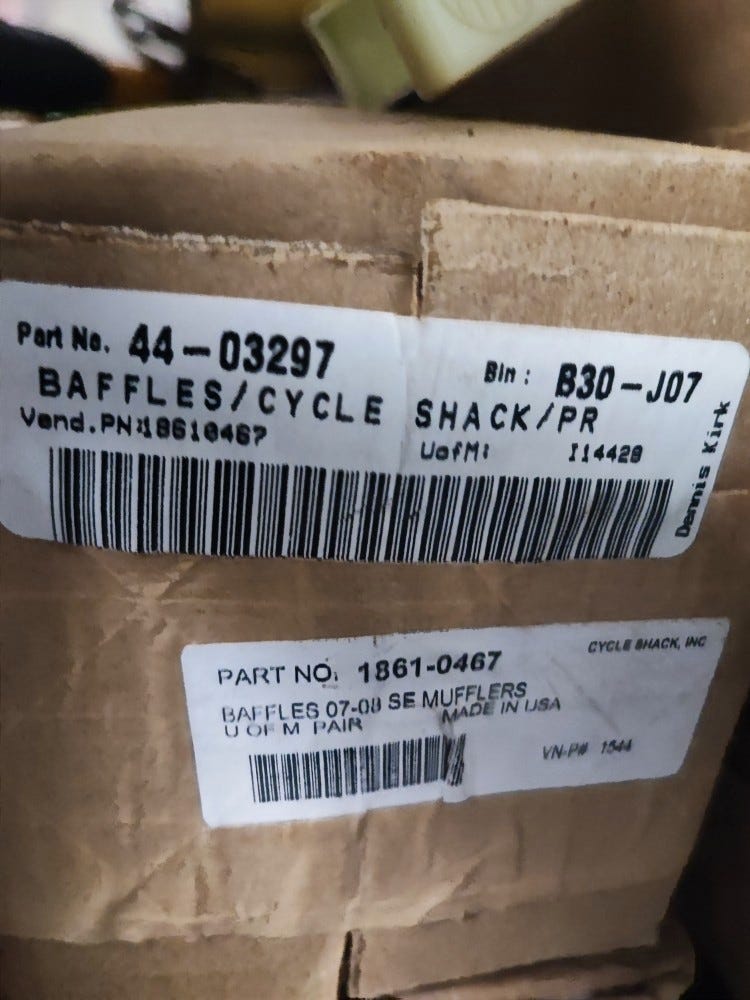 Part No. 44-03297
Bin : B30-J07
BAFFLES/CYCLE SHACK/PR
Vend.PN:18610467
UofM: I14428
Dennis Kirk
CYCLE SHACK, INC
PART NO: 1861-0467
BAFFLES 07-08 SE MUFFLERS
MADE IN USA
U OF M PAIR
VN-P# 1544